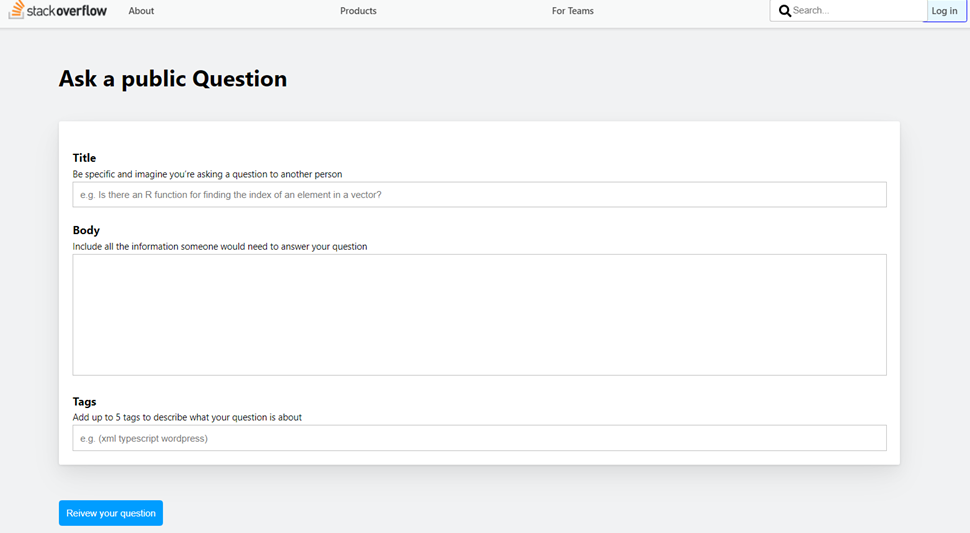 stackoverflow About Products For Teams Search... Log in
Ask a public Question
Title
Be specific and imagine you're asking a question to another person
e.g. Is there an R function for finding the index of an element in a vector?
Body
Include all the information someone would need to answer your question
Tags
Add up to 5 tags to describe what your question is about
e.g. (xml typescript wordpress)
Reivew your question